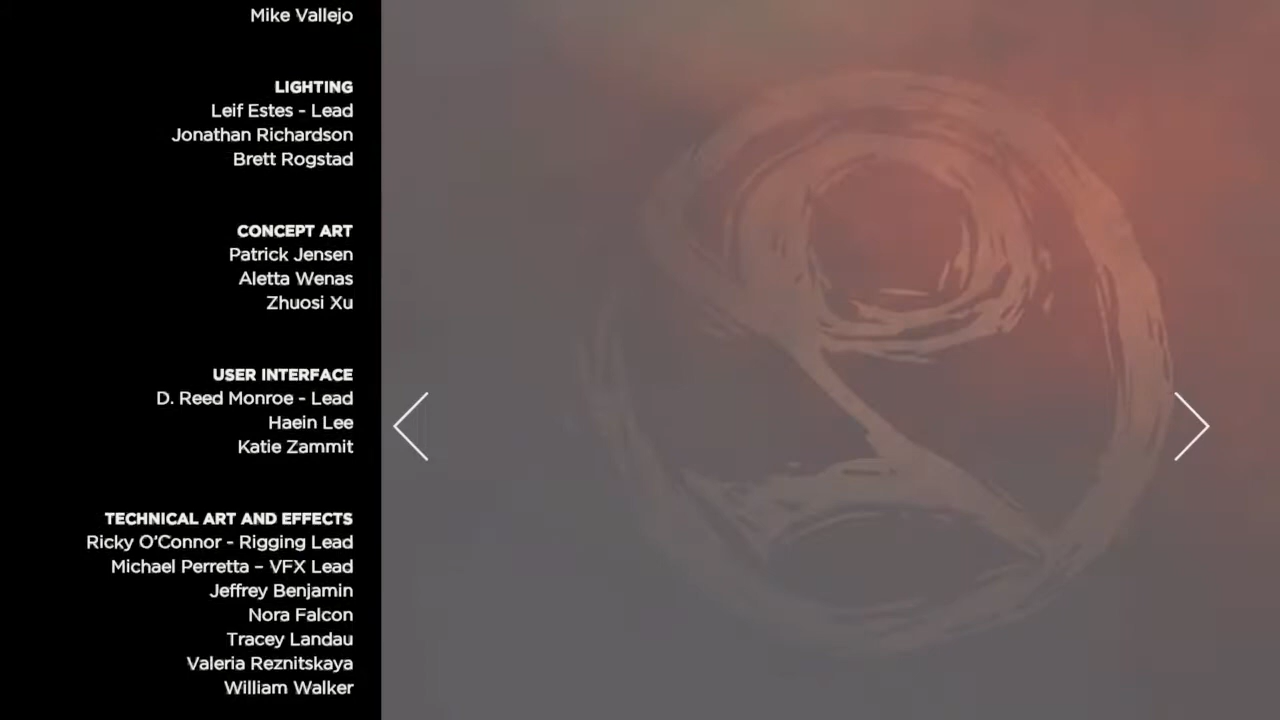 Mike Vallejo
LIGHTING
Leif Estes - Lead
Jonathan Richardson
Brett Rogstad
CONCEPT ART
Patrick Jensen
Aletta Wenas
Zhuosi Xu
USER INTERFACE
D. Reed Monroe - Lead
Haein Lee
Katie Zammit
TECHNICAL ART AND EFFECTS
Ricky O’Connor - Rigging Lead
Michael Perretta – VFX Lead
Jeffrey Benjamin
Nora Falcon
Tracey Landau
Valeria Reznitskaya
William Walker